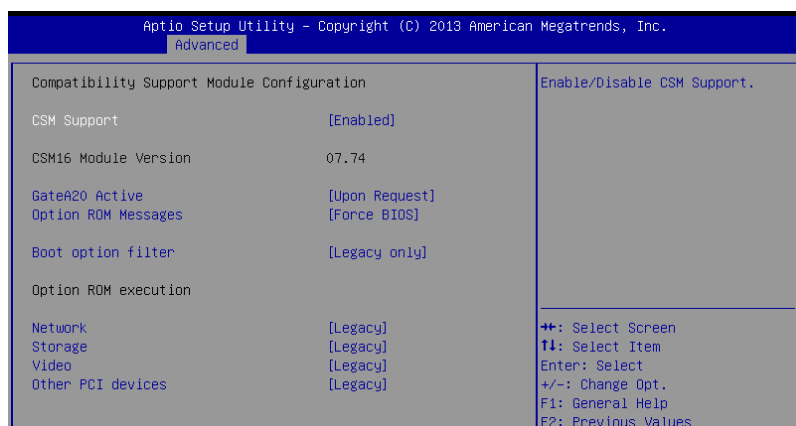 Aptio Setup Utility – Copyright (C) 2013 American Megatrends, Inc.
Advanced
Compatibility Support Module Configuration
CSM Support [Enabled]
CSM16 Module Version 07.74
GateA20 Active [Upon Request]
Option ROM Messages [Force BIOS]
Boot option filter [Legacy only]
Option ROM execution
Network [Legacy]
Storage [Legacy]
Video [Legacy]
Other PCI devices [Legacy]
Enable/Disable CSM Support.
→←: Select Screen
↑↓: Select Item
Enter: Select
+/-: Change Opt.
F1: General Help
F2: Previous Values